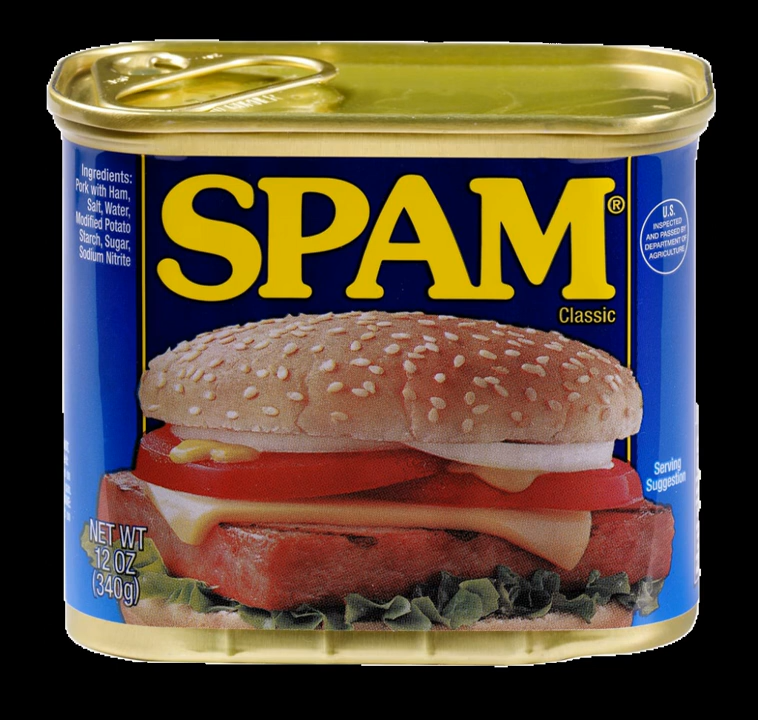 Ingredients:
Pork with Ham,
Salt, Water,
Modified Potato
Starch, Sugar,
Sodium Nitrite
SPAM®
Classic
U.S.
INSPECTED
AND PASSED BY
DEPARTMENT OF
AGRICULTURE
Serving
Suggestion
NET WT
12 OZ
(340g)